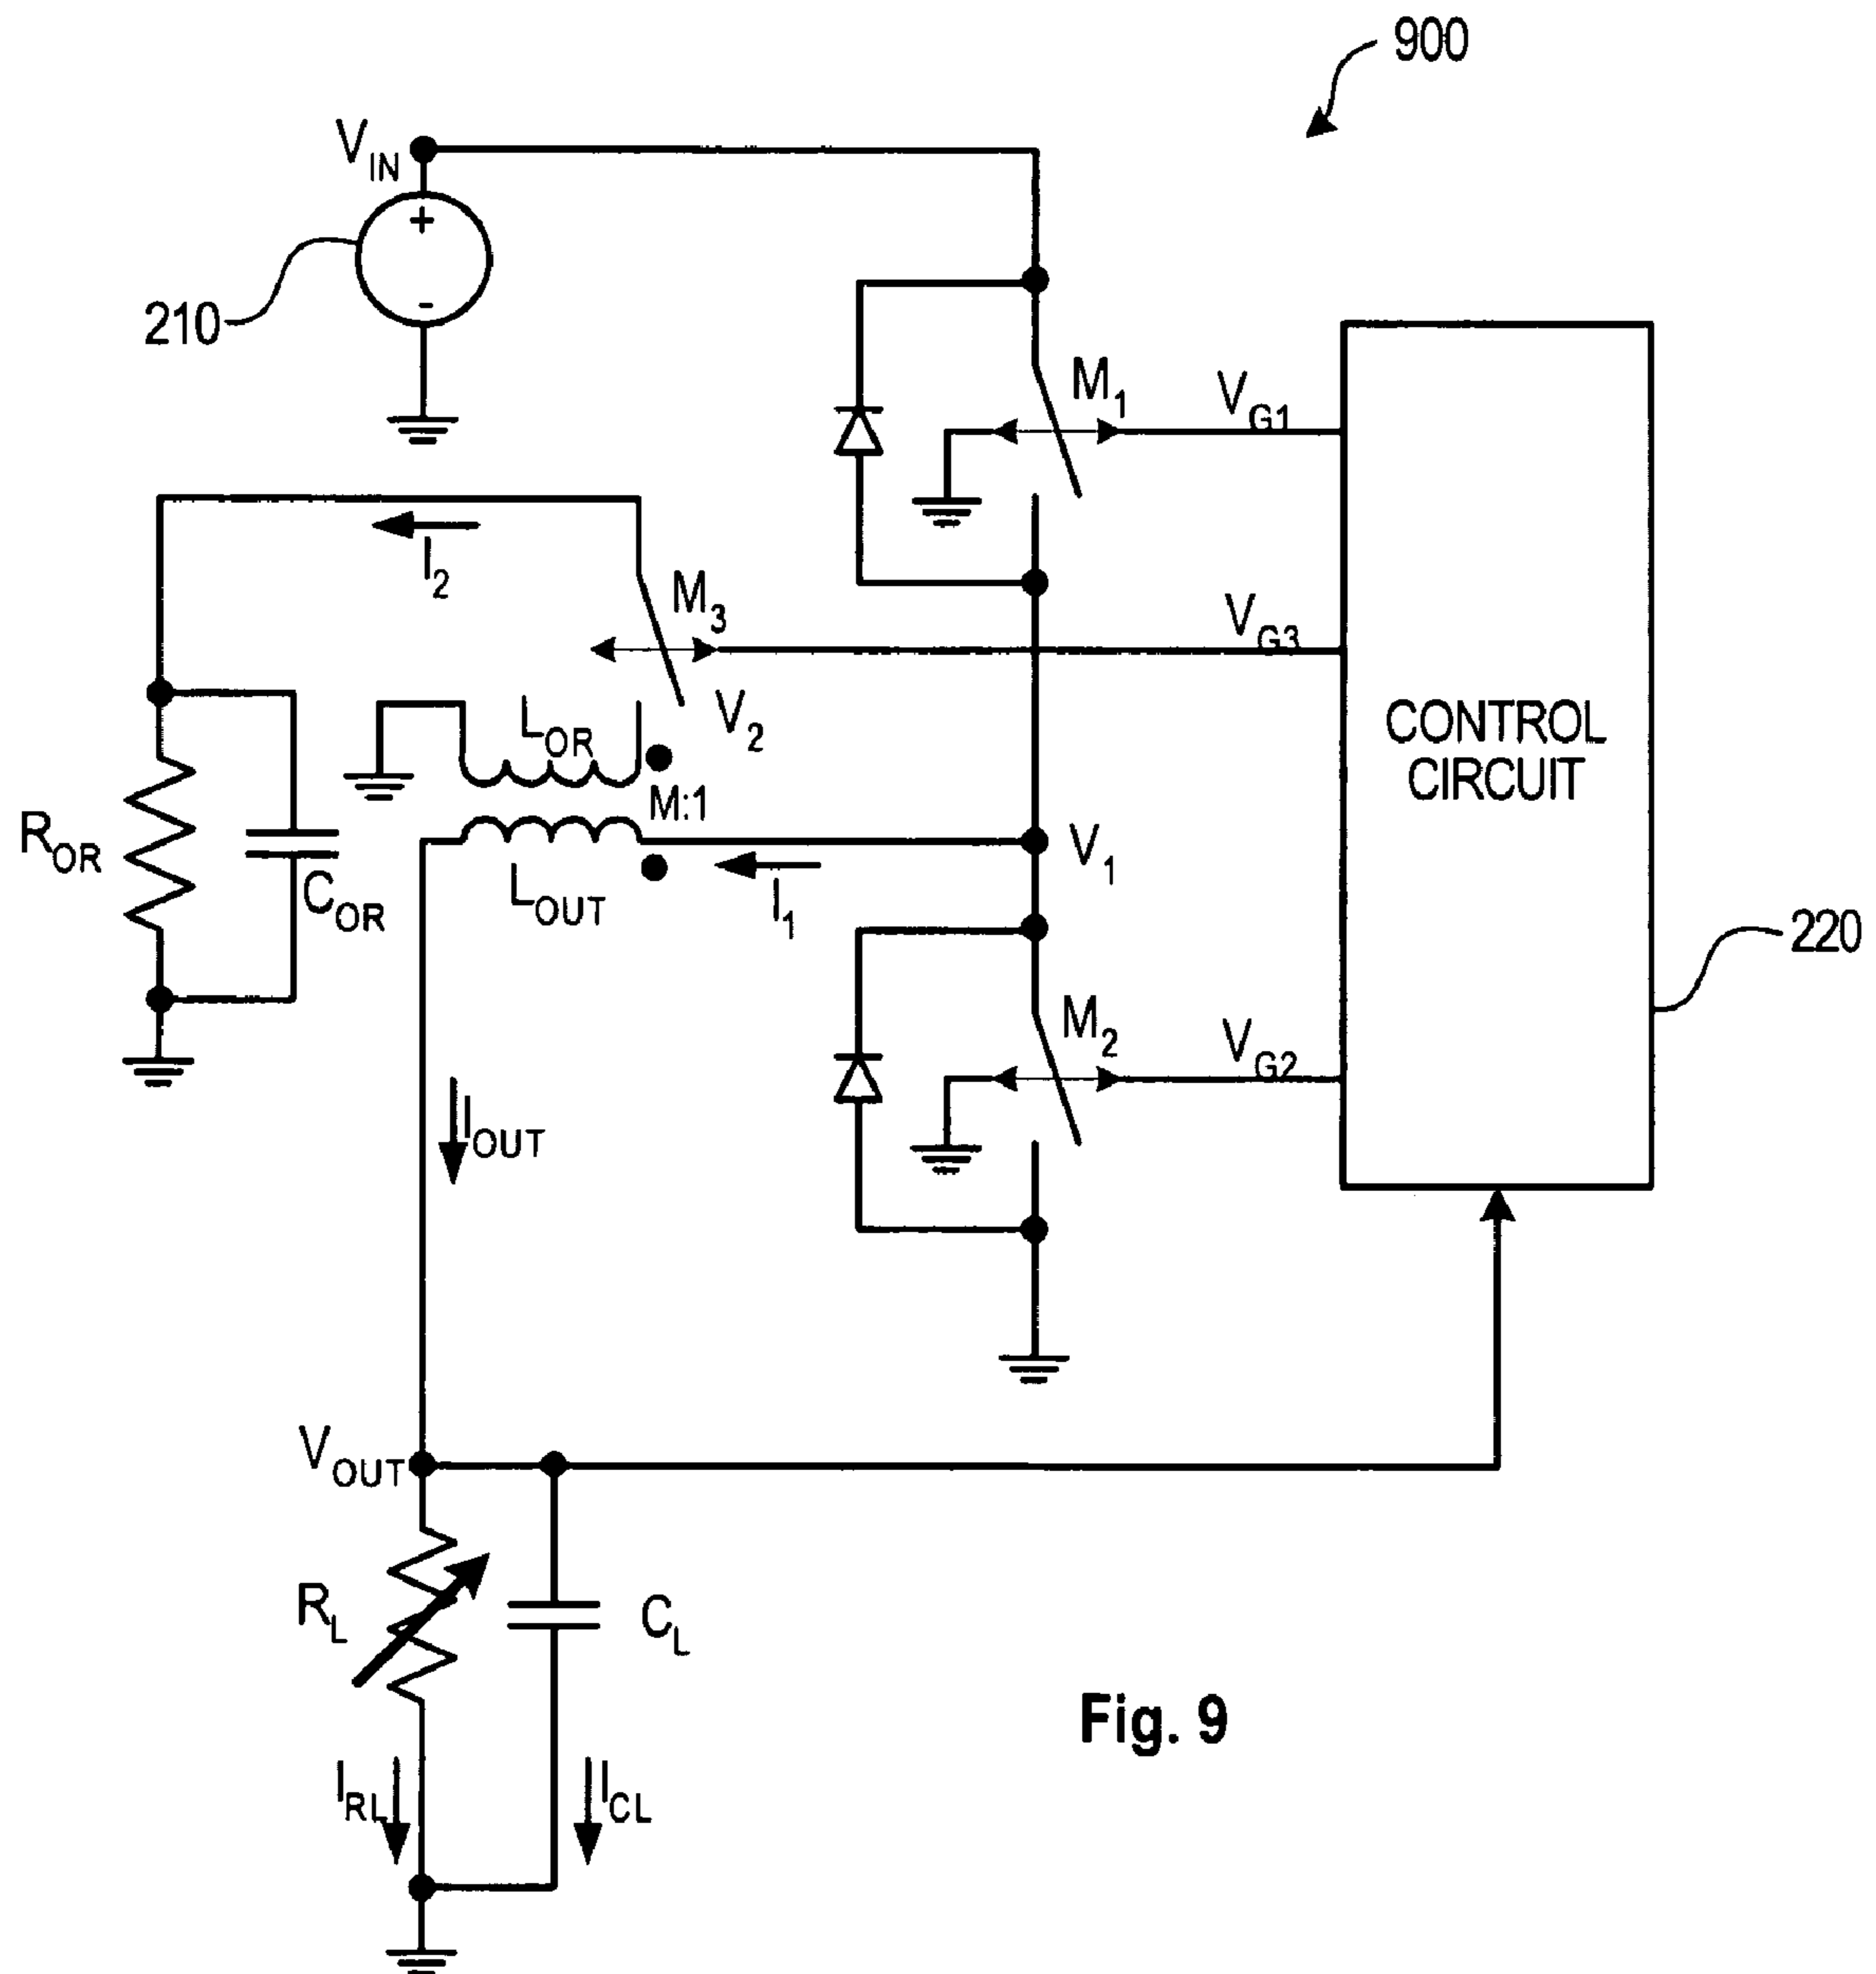 900
V_IN
+
-
210
M_1
V_G1
I_2
M_3
V_G3
V_2
L_OR
M:1
CONTROL
CIRCUIT
R_OR
C_OR
L_OUT
I_1
V_1
220
M_2
V_G2
I_OUT
V_OUT
R_L
C_L
Fig. 9
I_RL
I_CL